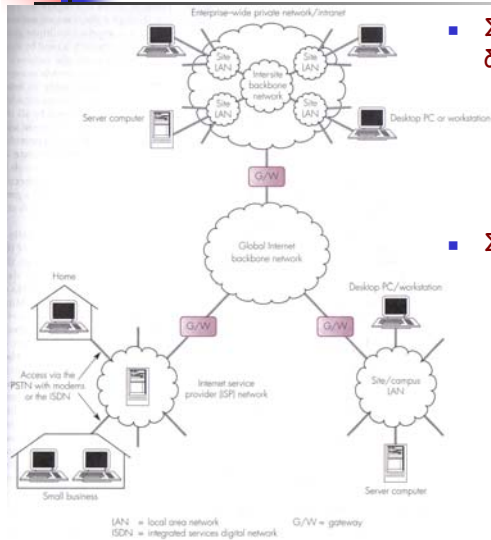 Enterprise-wide private network/intranet
Site
LAN
Site
LAN
Inter-site
backbone
network
Site
LAN
Site
LAN
Server computer
Desktop PC or workstation
G/W
Global Internet
backbone network
Home
Desktop PC/workstation
G/W
G/W
Access via the
PSTN with modems
or the ISDN
Internet service
provider (ISP) network
Site/campus
LAN
Small business
Server computer
LAN = local area network
G/W = gateway
ISDN = integrated services digital network